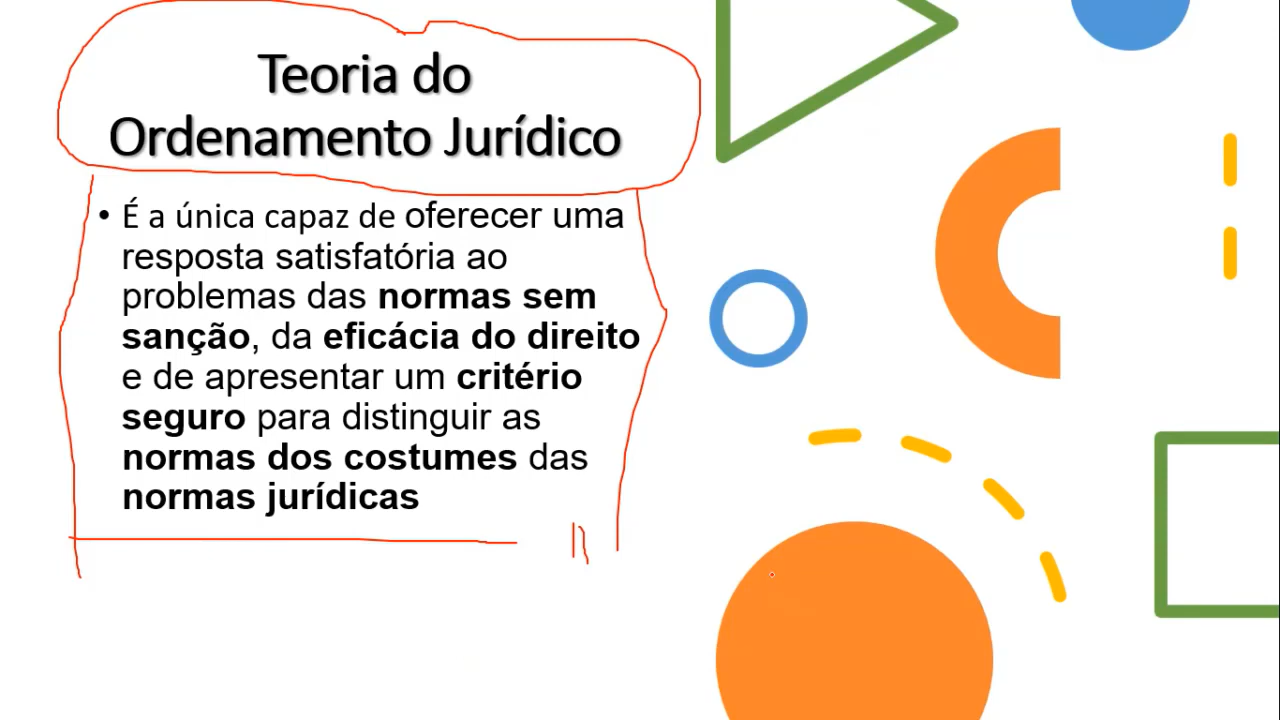 Teoria do
Ordenamento Jurídico
• É a única capaz de oferecer uma
resposta satisfatória ao
problemas das normas sem
sanção, da eficácia do direito
e de apresentar um critério
seguro para distinguir as
normas dos costumes das
normas jurídicas